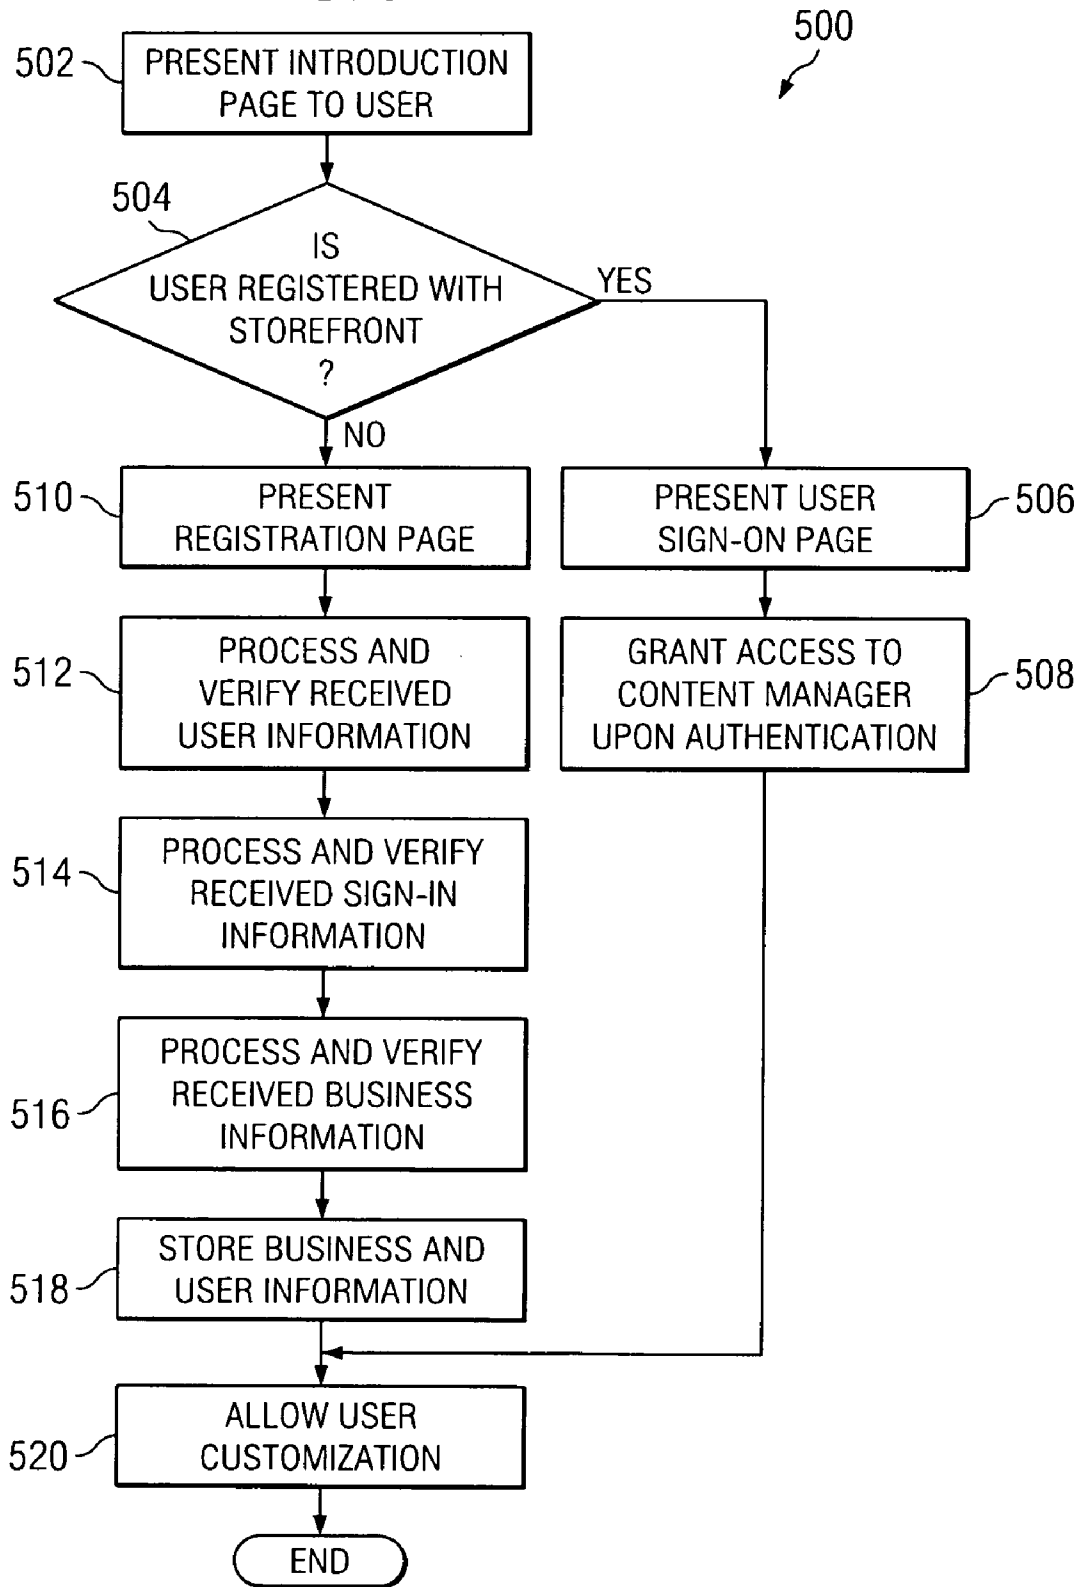 500
502
PRESENT INTRODUCTION
PAGE TO USER
504
IS
USER REGISTERED WITH
STOREFRONT
?
YES
NO
510
PRESENT
REGISTRATION PAGE
PRESENT USER
SIGN-ON PAGE
506
512
PROCESS AND
VERIFY RECEIVED
USER INFORMATION
GRANT ACCESS TO
CONTENT MANAGER
UPON AUTHENTICATION
508
514
PROCESS AND VERIFY
RECEIVED SIGN-IN
INFORMATION
516
PROCESS AND VERIFY
RECEIVED BUSINESS
INFORMATION
518
STORE BUSINESS AND
USER INFORMATION
520
ALLOW USER
CUSTOMIZATION
END